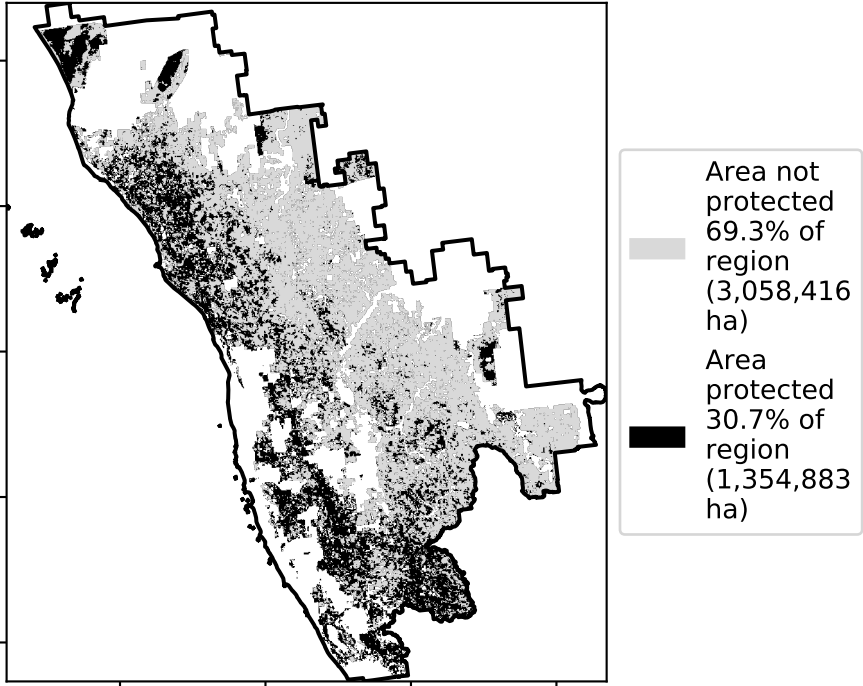 Area not
protected
69.3% of
region
(3,058,416
ha)
Area
protected
30.7% of
region
(1,354,883
ha)